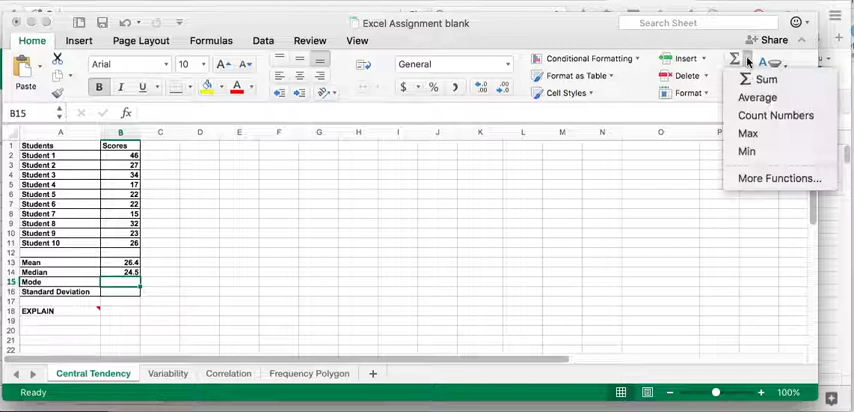 Excel Assignment blank
Search Sheet
Home Insert Page Layout Formulas Data Review View
Share
Paste
Arial 10 A A
B I U A
General
$ % )
Conditional Formatting
Format as Table
Cell Styles
Insert
Delete
Format
Σ
A
Σ Sum
Average
Count Numbers
Max
Min
More Functions...
B15 fx
A B C D E F G H I J K L M N O P
1 Students Scores
2 Student 1 46
3 Student 2 27
4 Student 3 34
5 Student 4 17
6 Student 5 22
7 Student 6 22
8 Student 7 15
9 Student 8 32
10 Student 9 23
11 Student 10 26
12
13 Mean 26.4
14 Median 24.5
15 Mode
16 Standard Deviation
17
18 EXPLAIN
19
20
21
22
Central Tendency Variability Correlation Frequency Polygon +
Ready
100%